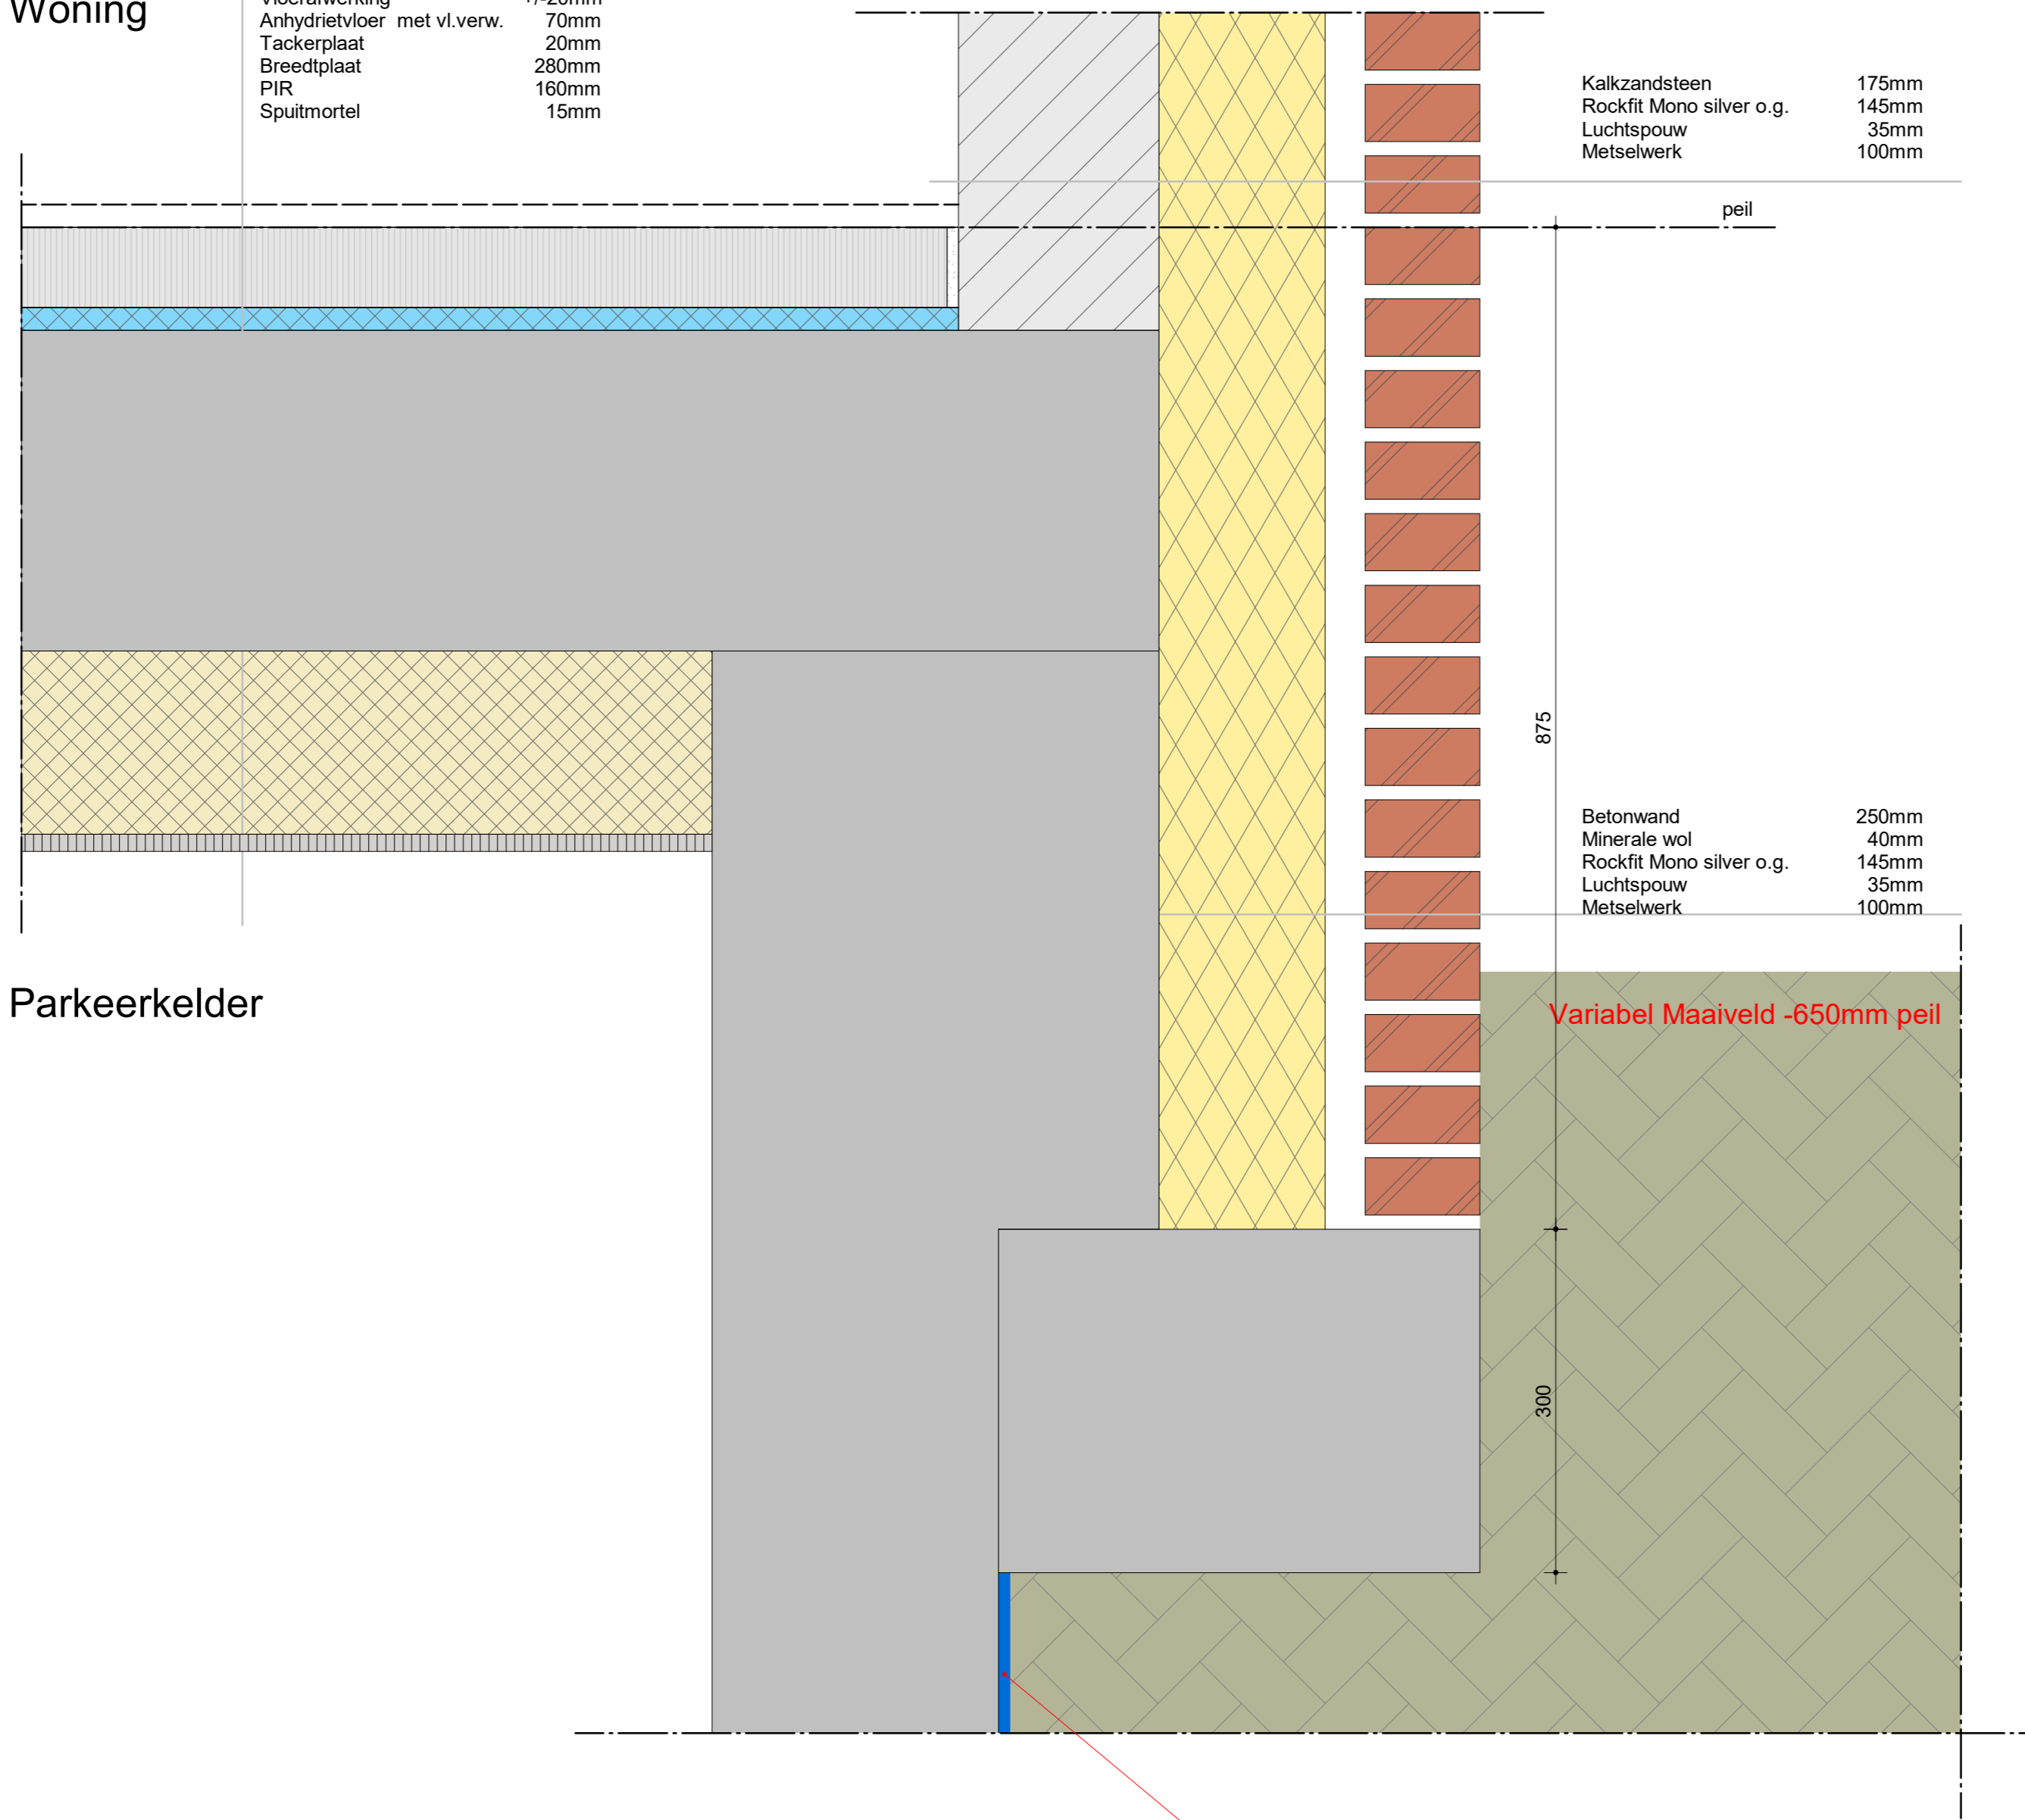 Woning
Vloerafwerking +/-20mm
Anhydrietvloer met vl.verw. 70mm
Tackerplaat 20mm
Breedtplaat 280mm
PIR 160mm
Spuitmortel 15mm
Kalkzandsteen 175mm
Rockfit Mono silver o.g. 145mm
Luchtspouw 35mm
Metselwerk 100mm
peil
875
Betonwand 250mm
Minerale wol 40mm
Rockfit Mono silver o.g. 145mm
Luchtspouw 35mm
Metselwerk 100mm
Parkeerkelder
Variabel Maaiveld -650mm peil
300